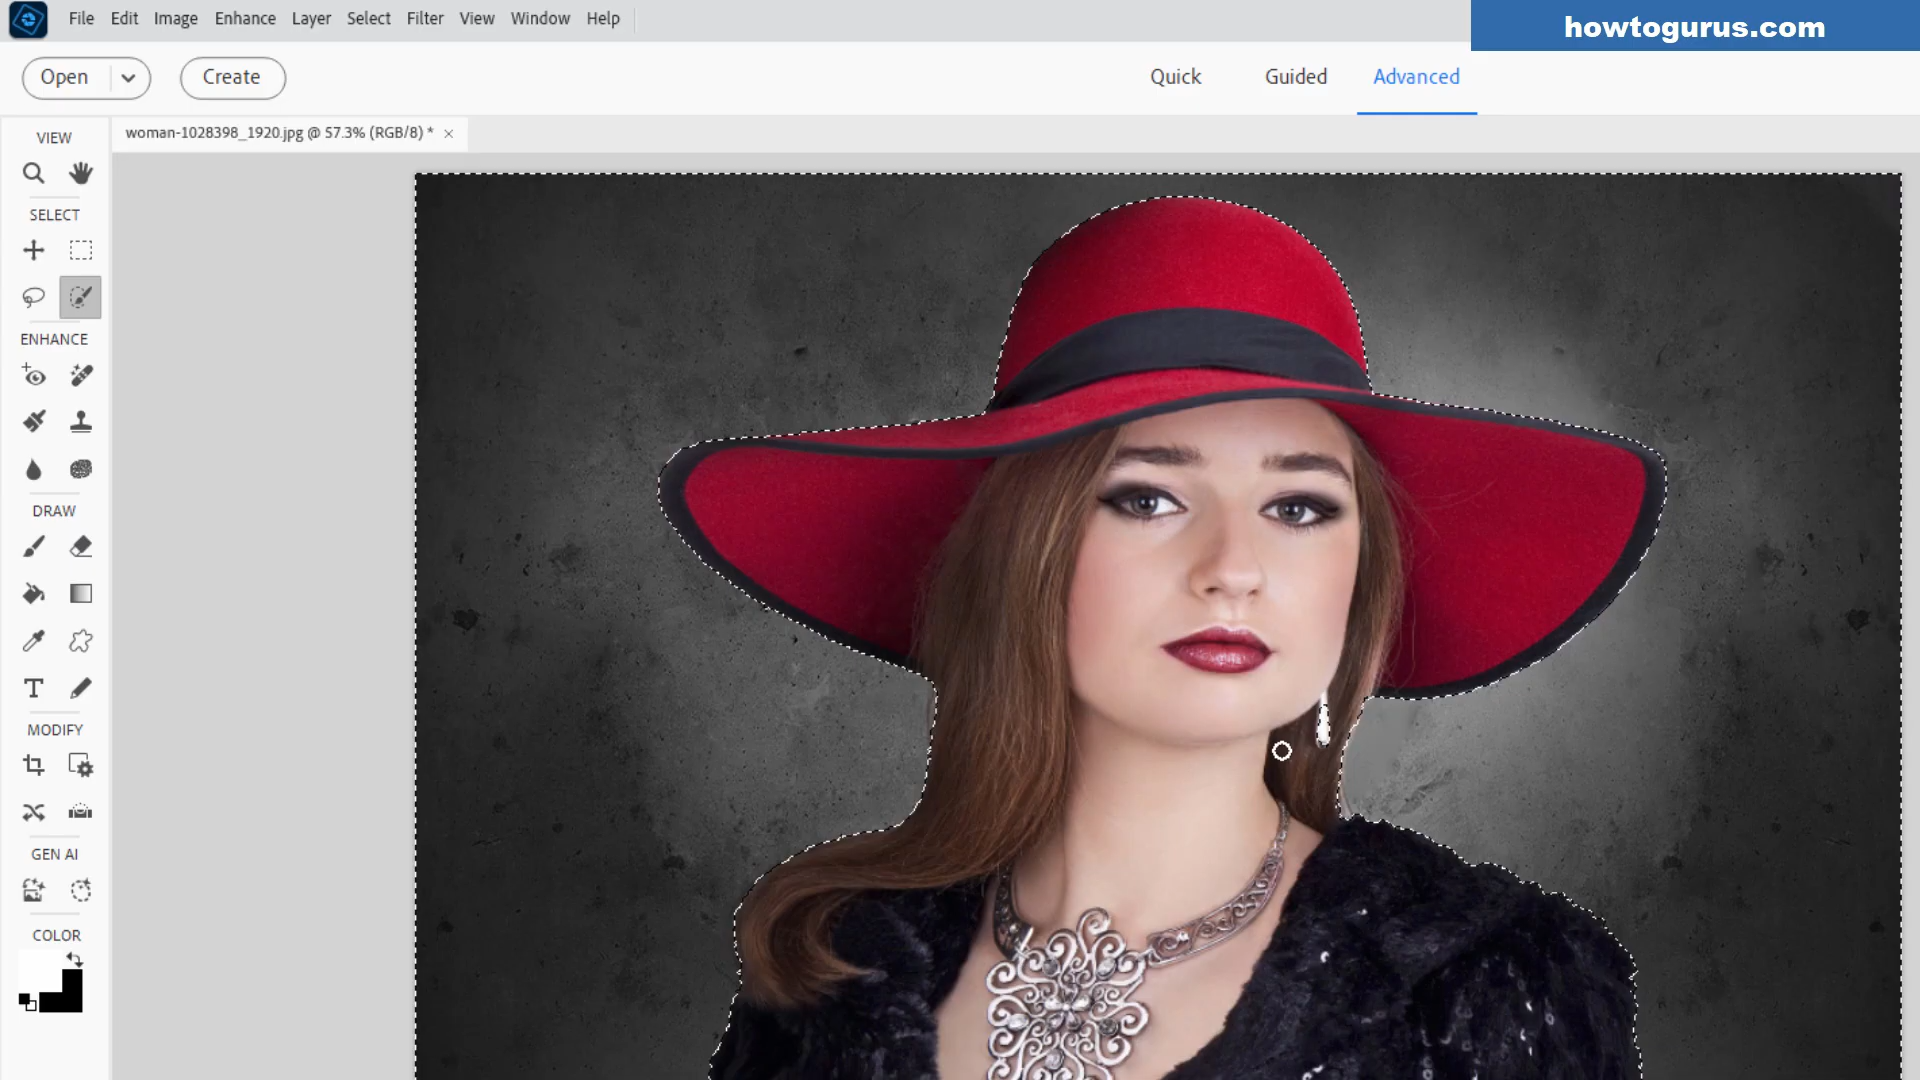 File Edit Image Enhance Layer Select Filter View Window Help
howtogurus.com
Open Create Quick Guided Advanced
VIEW
woman-1028398_1920.jpg @ 57.3% (RGB/8) *
SELECT
ENHANCE
DRAW
MODIFY
GEN AI
COLOR